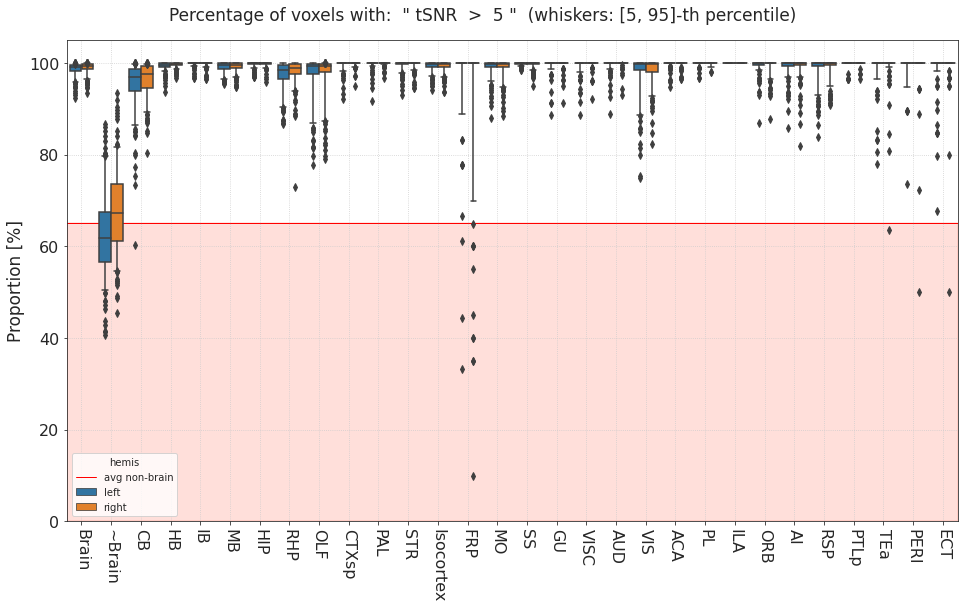 Percentage of voxels with:  " tSNR  >  5 "  (whiskers: [5, 95]-th percentile)
Proportion [%]
100
80
60
40
20
0
hemis
avg non-brain
left
right
Brain
~Brain
CB
HB
IB
MB
HIP
RHP
OLF
CTXsp
PAL
STR
Isocortex
FRP
MO
SS
GU
VISC
AUD
VIS
ACA
PL
ILA
ORB
AI
RSP
PTLp
TEa
PERI
ECT